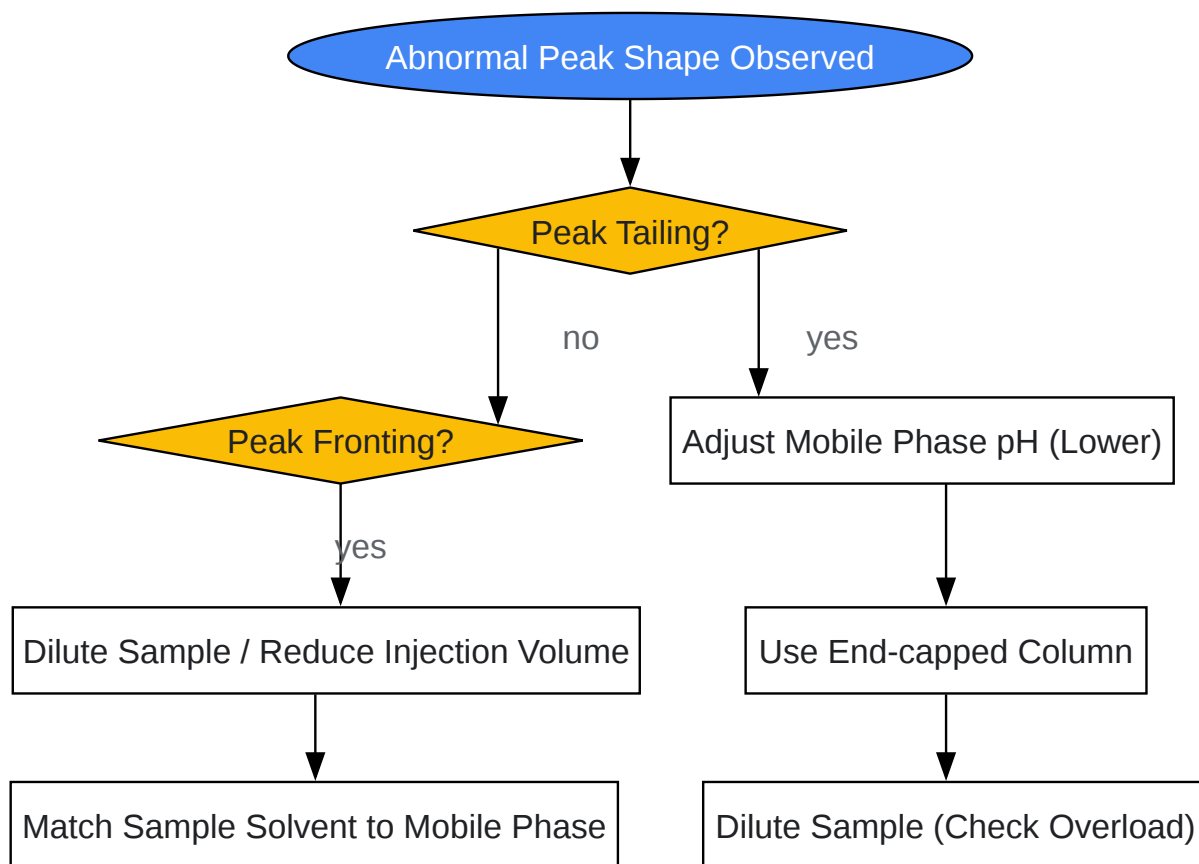 Abnormal Peak Shape Observed
Peak Tailing?
no
yes
Peak Fronting?
Adjust Mobile Phase pH (Lower)
yes
Dilute Sample / Reduce Injection Volume
Use End-capped Column
Match Sample Solvent to Mobile Phase
Dilute Sample (Check Overload)